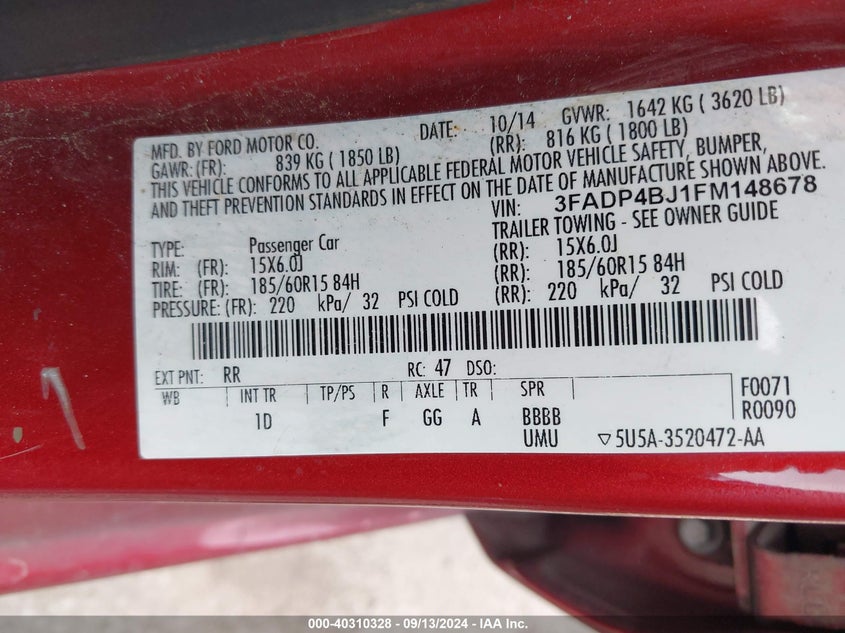 MFD. BY FORD MOTOR CO. DATE: 10/14 GVWR: 1642 KG ( 3620 LB)
GAWR: (FR): 839 KG ( 1850 LB) (RR): 816 KG ( 1800 LB)
THIS VEHICLE CONFORMS TO ALL APPLICABLE FEDERAL MOTOR VEHICLE SAFETY, BUMPER,
AND THEFT PREVENTION STANDARDS IN EFFECT ON THE DATE OF MANUFACTURE SHOWN ABOVE.
VIN: 3FADP4BJ1FM148678
TRAILER TOWING - SEE OWNER GUIDE
TYPE: Passenger Car
RIM: (FR): 15X6.0J (RR): 15X6.0J
TIRE: (FR): 185/60R15 84H (RR): 185/60R15 84H
PRESSURE: (FR): 220 kPa/ 32 PSI COLD (RR): 220 kPa/ 32 PSI COLD
EXT PNT: RR RC: 47 DSO:
WB INT TR TP/PS R AXLE TR SPR F0071
1D F GG A BBBB R0090
UMU ▽5U5A-3520472-AA
000-40310328 - 09/13/2024 - IAA Inc.